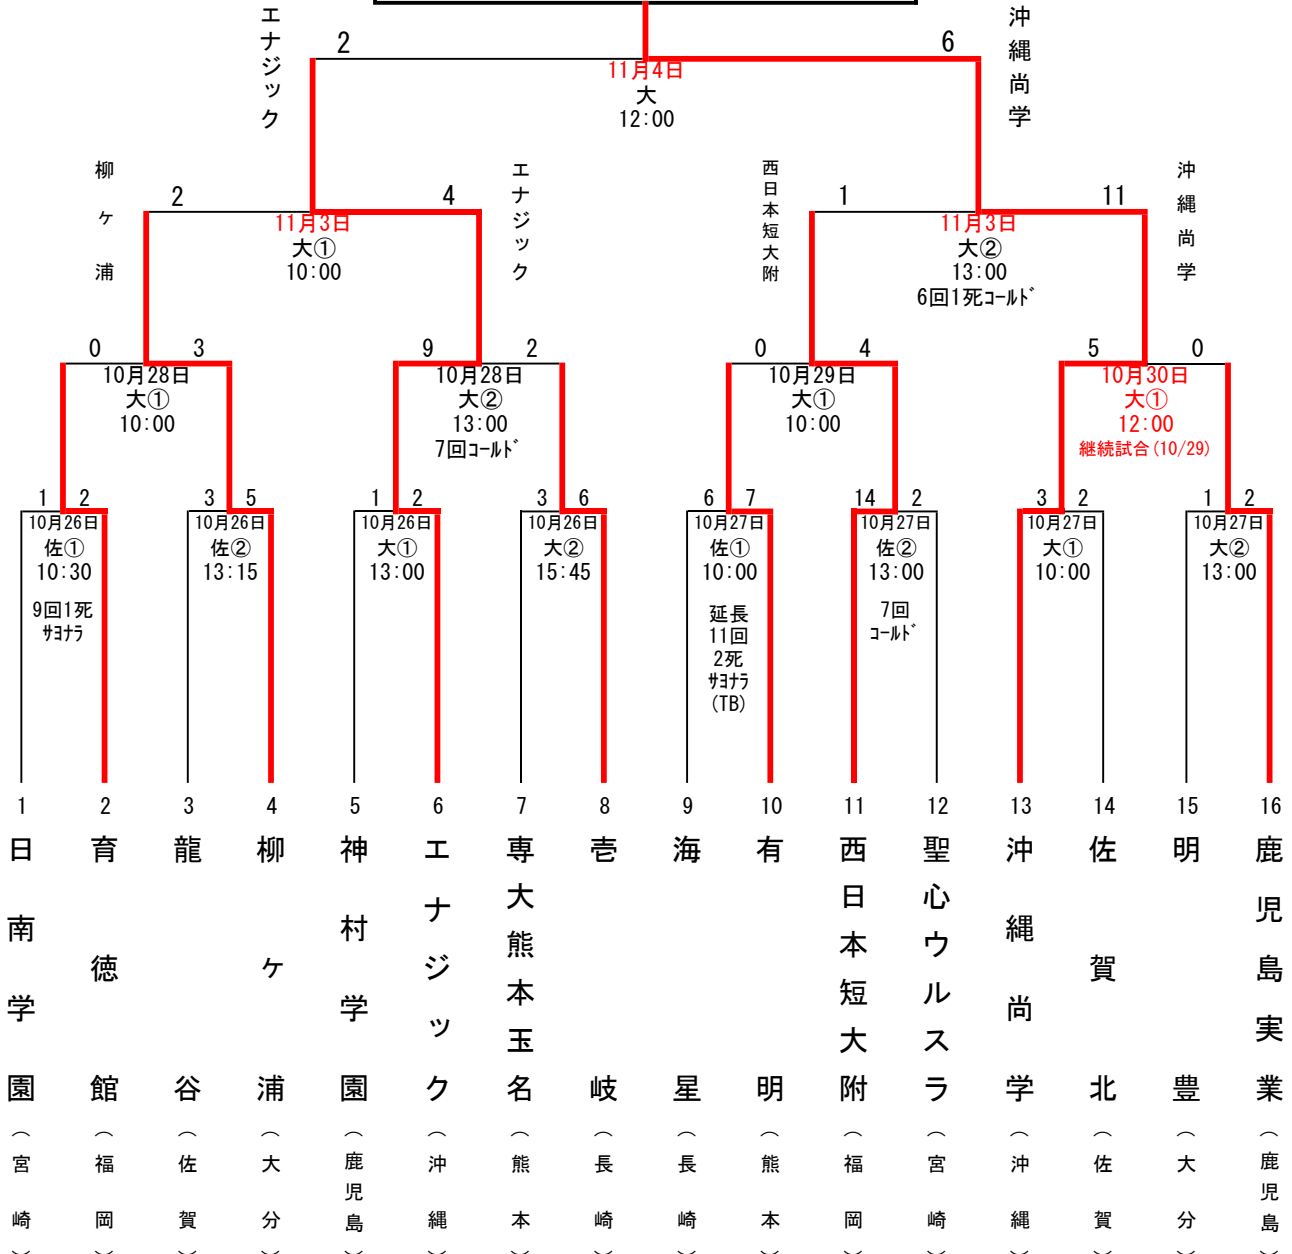 エナジック
2
6
沖縄尚学
11月4日
大
12:00
柳ヶ浦
2
4
エナジック
西日本短大附
1
11
沖縄尚学
11月3日
大①
10:00
11月3日
大②
13:00
6回1死ｺｰﾙﾄﾞ
0
3
9
2
0
4
5
0
10月28日
大①
10:00
10月28日
大②
13:00
7回ｺｰﾙﾄﾞ
10月29日
大①
10:00
10月30日
大①
12:00
継続試合(10/29)
1
2
3
5
1
2
3
6
6
7
14
2
3
2
1
2
10月26日
佐①
10:30
9回1死
ｻﾖﾅﾗ
10月26日
佐②
13:15
10月26日
大①
13:00
10月26日
大②
15:45
10月27日
佐①
10:00
延長
11回
2死
ｻﾖﾅﾗ
(TB)
10月27日
佐②
13:00
7回
ｺｰﾙﾄﾞ
10月27日
大①
10:00
10月27日
大②
13:00
1
日南学園
（宮崎）
2
育徳館
（福岡）
3
龍谷
（佐賀）
4
柳ヶ浦
（大分）
5
神村学園
（鹿児島）
6
エナジック
（沖縄）
7
専大熊本玉名
（熊本）
8
壱岐
（長崎）
9
海星
（長崎）
10
有明
（熊本）
11
西日本短大附
（福岡）
12
聖心ウルスラ
（宮崎）
13
沖縄尚学
（沖縄）
14
佐賀北
（佐賀）
15
明豊
（大分）
16
鹿児島実業
（鹿児島）